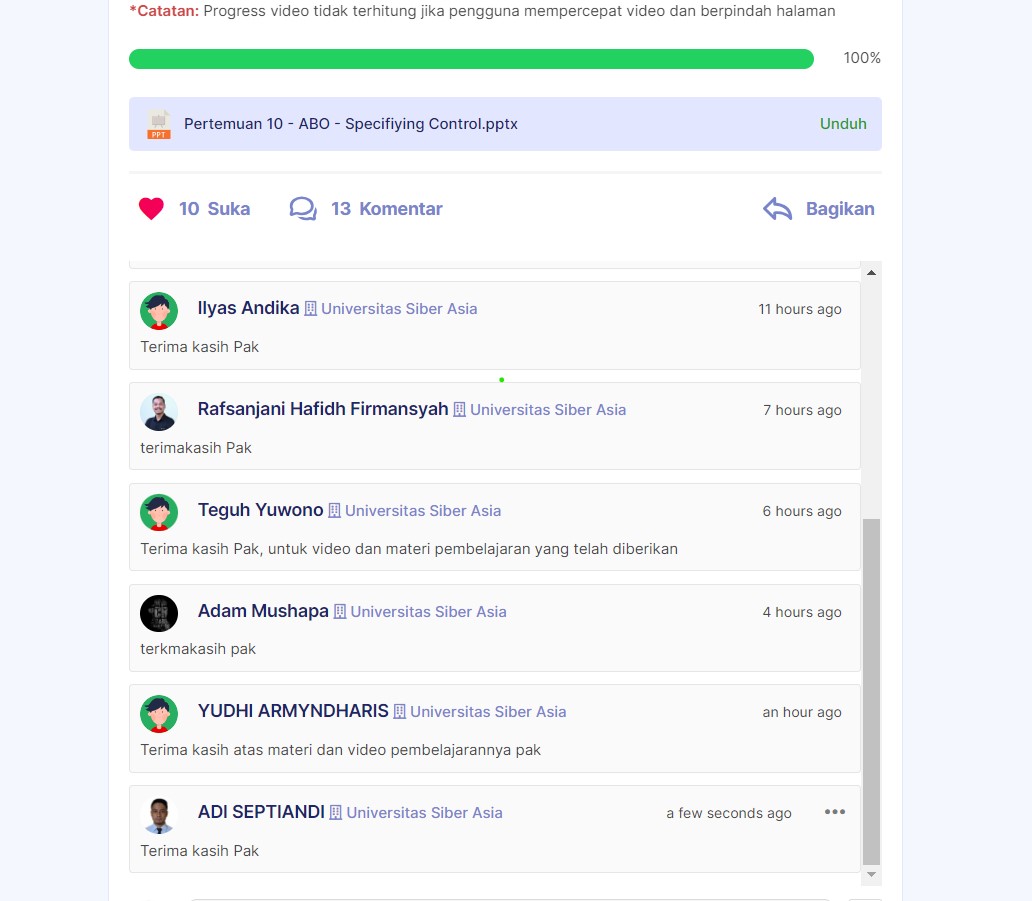 *Catatan: Progress video tidak terhitung jika pengguna mempercepat video dan berpindah halaman
100%
PPT
Pertemuan 10 - ABO - Specifiying Control.pptx
Unduh
10 Suka
13 Komentar
Bagikan
Ilyas Andika Universitas Siber Asia
11 hours ago
Terima kasih Pak
Rafsanjani Hafidh Firmansyah Universitas Siber Asia
7 hours ago
terimakasih Pak
Teguh Yuwono Universitas Siber Asia
6 hours ago
Terima kasih Pak, untuk video dan materi pembelajaran yang telah diberikan
Adam Mushapa Universitas Siber Asia
4 hours ago
terkmakasih pak
YUDHI ARMYNDHARIS Universitas Siber Asia
an hour ago
Terima kasih atas materi dan video pembelajarannya pak
ADI SEPTIANDI Universitas Siber Asia
a few seconds ago
Terima kasih Pak